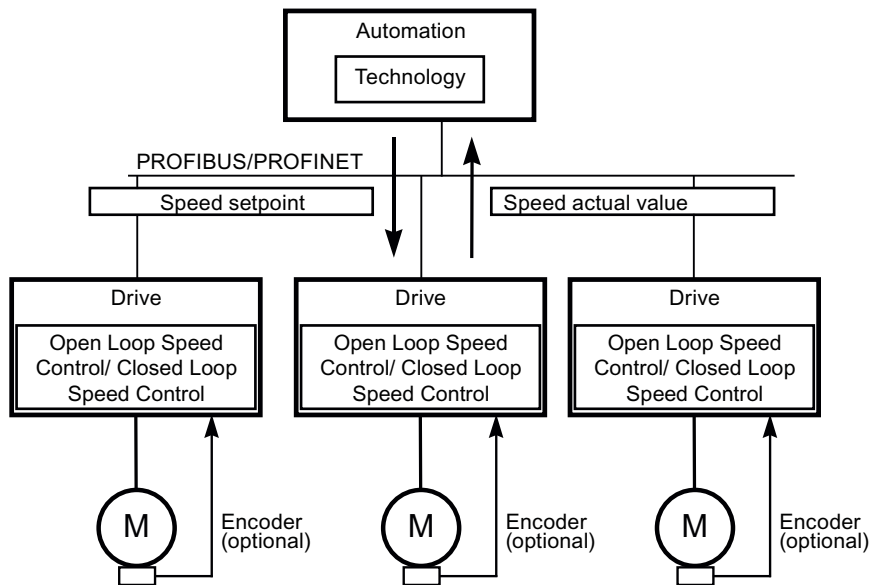 Automation
Technology
PROFIBUS/PROFINET
Speed setpoint
Speed actual value
Drive
Open Loop Speed
Control/ Closed Loop
Speed Control
Drive
Open Loop Speed
Control/ Closed Loop
Speed Control
Drive
Open Loop Speed
Control/ Closed Loop
Speed Control
M
Encoder
(optional)
M
Encoder
(optional)
M
Encoder
(optional)